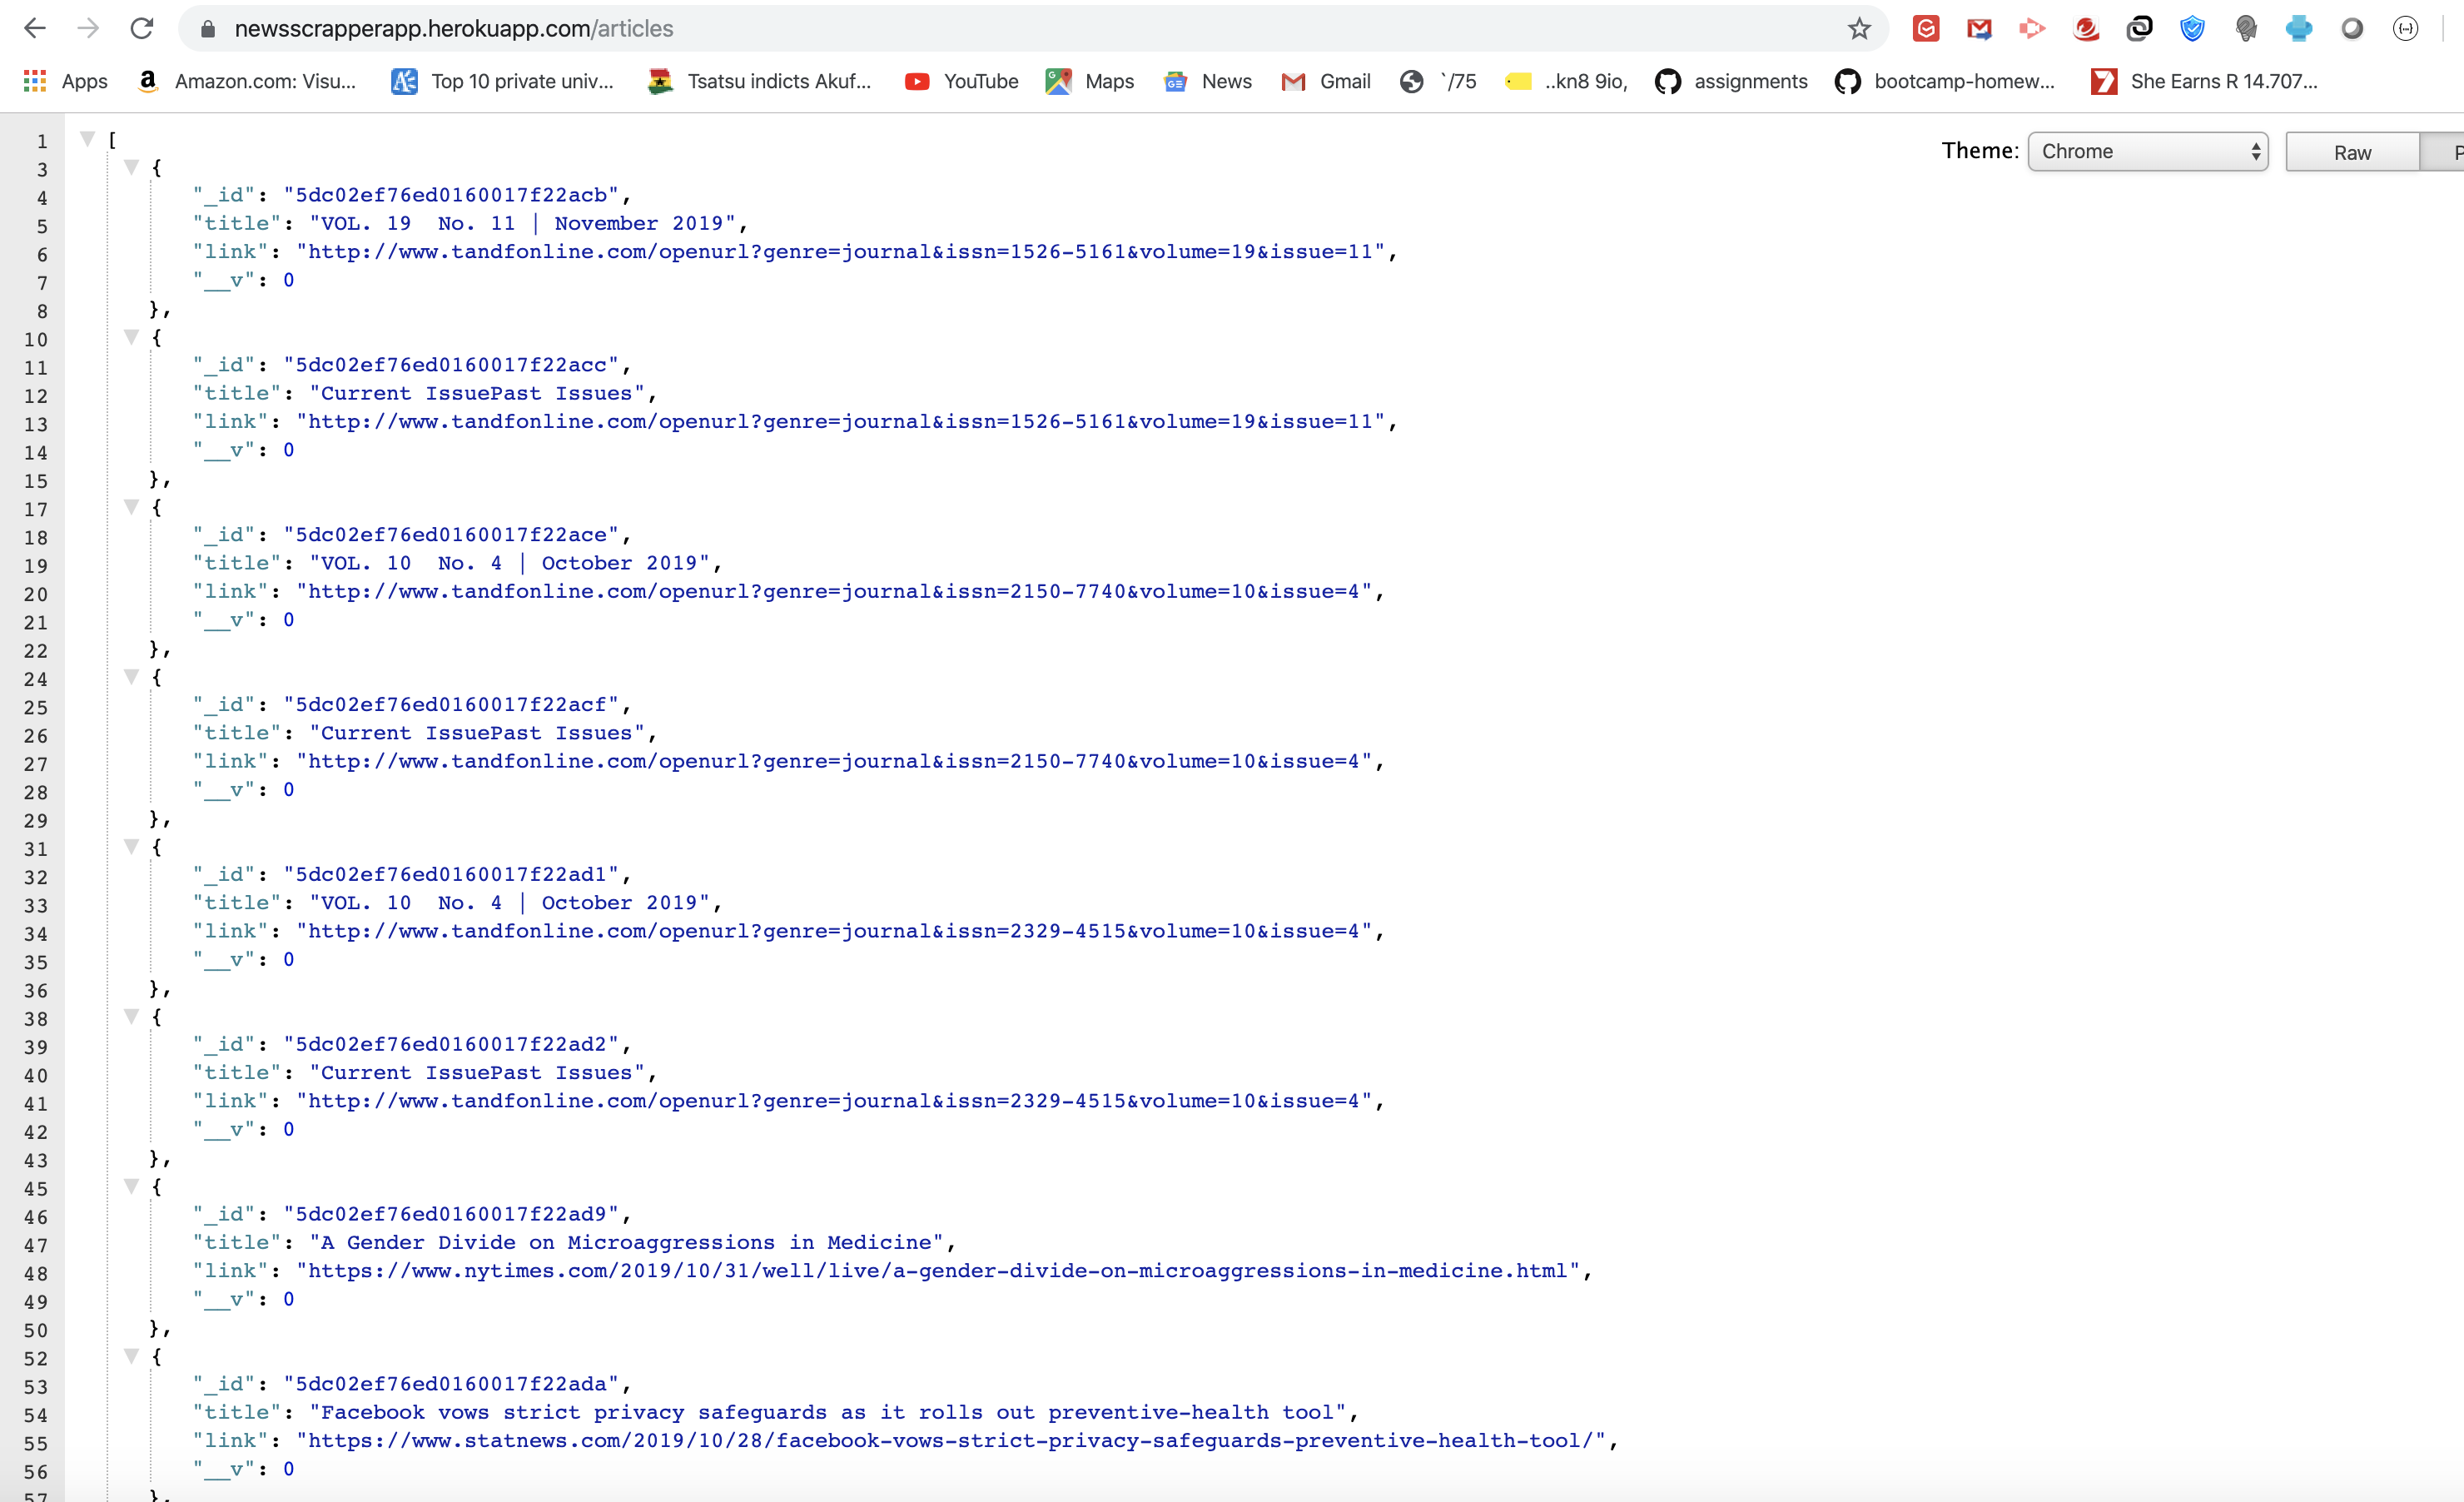 newsscrapperapp.herokuapp.com/articles
Apps Amazon.com: Visu... Top 10 private univ... Tsatsu indicts Akuf... YouTube Maps News Gmail `/75 ..kn8 9io, assignments bootcamp-homew... She Earns R 14.707...
Theme: Chrome Raw P
1 [
3 {
4 "_id": "5dc02ef76ed0160017f22acb",
5 "title": "VOL. 19  No. 11 | November 2019",
6 "link": "http://www.tandfonline.com/openurl?genre=journal&issn=1526-5161&volume=19&issue=11",
7 "__v": 0
8 },
10 {
11 "_id": "5dc02ef76ed0160017f22acc",
12 "title": "Current IssuePast Issues",
13 "link": "http://www.tandfonline.com/openurl?genre=journal&issn=1526-5161&volume=19&issue=11",
14 "__v": 0
15 },
17 {
18 "_id": "5dc02ef76ed0160017f22ace",
19 "title": "VOL. 10  No. 4 | October 2019",
20 "link": "http://www.tandfonline.com/openurl?genre=journal&issn=2150-7740&volume=10&issue=4",
21 "__v": 0
22 },
24 {
25 "_id": "5dc02ef76ed0160017f22acf",
26 "title": "Current IssuePast Issues",
27 "link": "http://www.tandfonline.com/openurl?genre=journal&issn=2150-7740&volume=10&issue=4",
28 "__v": 0
29 },
31 {
32 "_id": "5dc02ef76ed0160017f22ad1",
33 "title": "VOL. 10  No. 4 | October 2019",
34 "link": "http://www.tandfonline.com/openurl?genre=journal&issn=2329-4515&volume=10&issue=4",
35 "__v": 0
36 },
38 {
39 "_id": "5dc02ef76ed0160017f22ad2",
40 "title": "Current IssuePast Issues",
41 "link": "http://www.tandfonline.com/openurl?genre=journal&issn=2329-4515&volume=10&issue=4",
42 "__v": 0
43 },
45 {
46 "_id": "5dc02ef76ed0160017f22ad9",
47 "title": "A Gender Divide on Microaggressions in Medicine",
48 "link": "https://www.nytimes.com/2019/10/31/well/live/a-gender-divide-on-microaggressions-in-medicine.html",
49 "__v": 0
50 },
52 {
53 "_id": "5dc02ef76ed0160017f22ada",
54 "title": "Facebook vows strict privacy safeguards as it rolls out preventive-health tool",
55 "link": "https://www.statnews.com/2019/10/28/facebook-vows-strict-privacy-safeguards-preventive-health-tool/",
56 "__v": 0
57 },